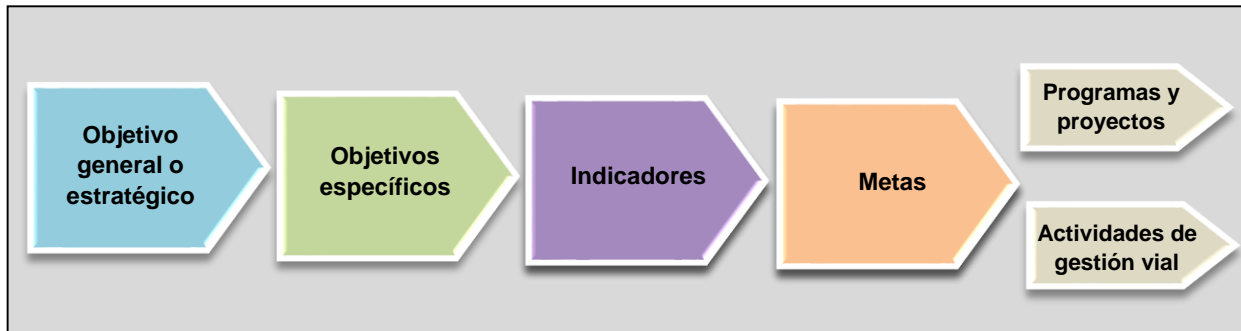 Objetivo
general o
estratégico
Objetivos
específicos
Indicadores
Metas
Programas y
proyectos
Actividades de
gestión vial